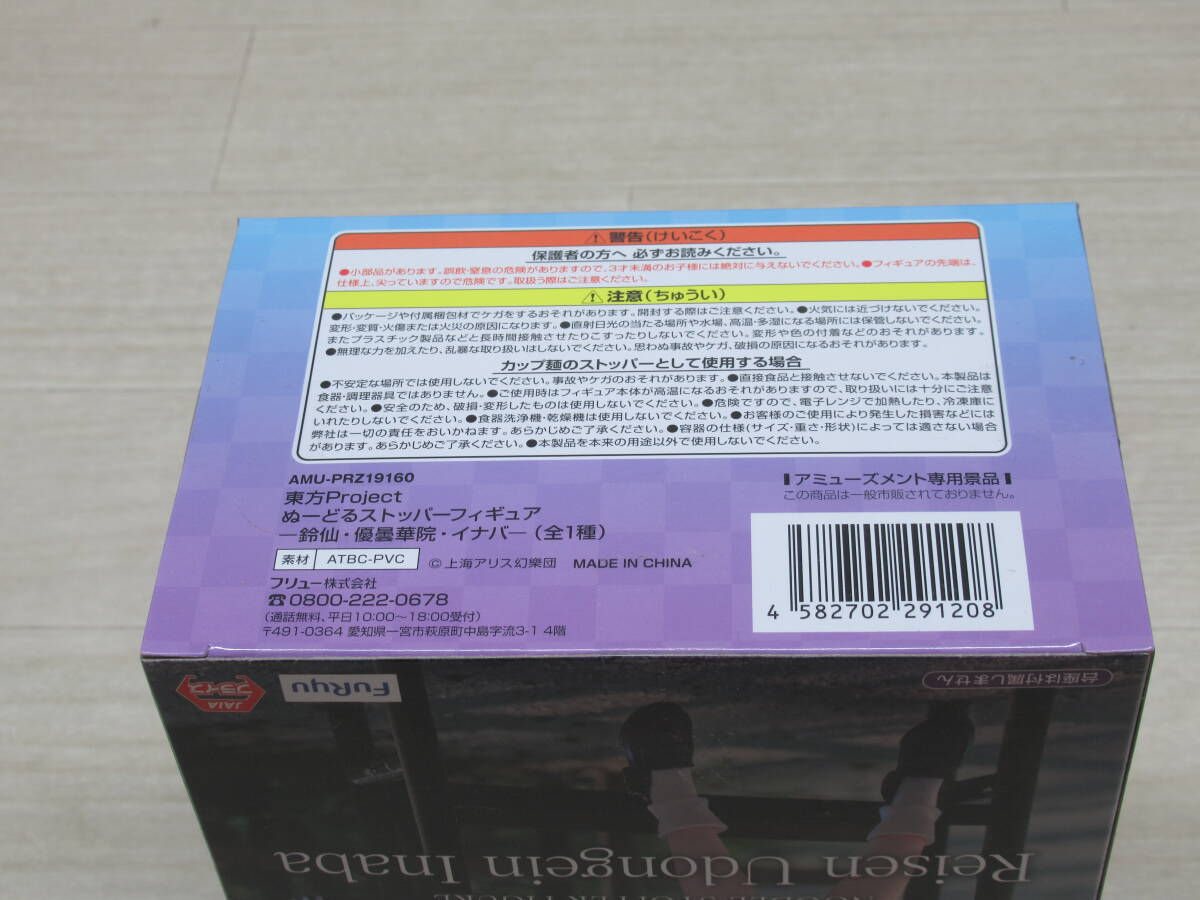 警告(けいこく)
保護者の方へ 必ずお読みください。
●小部品があります。誤飲・窒息の危険がありますので、3才未満のお子様には絶対に与えないでください。●フィギュアの先端は、
仕様上、尖っていますので危険です。取扱う際はご注意ください。
注意(ちゅうい)
●パッケージや付属梱包材でケガをするおそれがあります。開封する際はご注意ください。●火気には近づけないでください。
変形・変質・火傷または火災の原因になります。●直射日光の当たる場所や水場、高温・多湿になる場所には保管しないでください。
またプラスチック製品などと長時間接触させたりこすったりしないでください。変形や色の付着などのおそれがあります。
●無理な力を加えたり、乱暴な取り扱いはしないでください。思わぬ事故やケガ、破損の原因になるおそれがあります。
カップ麺のストッパーとして使用する場合
●不安定な場所では使用しないでください。事故やケガのおそれがあります。●直接食品と接触させないでください。本製品は
食器・調理器具ではありません。●ご使用時はフィギュア本体が高温になるおそれがありますので、取り扱いには十分にご注意
ください。●安全のため、破損・変形したものは使用しないでください。●危険ですので、電子レンジで加熱したり、冷凍庫に
いれたりしないでください。●食器洗浄機・乾燥機は使用しないでください。●お客様のご使用により発生した損害などには
弊社は一切の責任をおいかねます。あらかじめご了承ください。●容器の仕様(サイズ・重さ・形状)によっては適さない場合
があります。あらかじめご了承ください。●本製品を本来の用途以外で使用しないでください。
AMU-PRZ19160
東方Project
ぬーどるストッパーフィギュア
―鈴仙・優曇華院・イナバ―(全1種)
素材 ATBC-PVC ©上海アリス幻樂団 MADE IN CHINA
フリュー株式会社
☎0800-222-0678
(通話無料、平日10:00〜18:00受付)
〒491-0364 愛知県一宮市萩原町中島字流3-1 4階
アミューズメント専用景品
この商品は一般市販されておりません。
4 582702 291208
JAIA
プライズ
FuRyu
台座は付属しません
Reisen Udongein Inaba
NOODLE STOPPER FIGURE